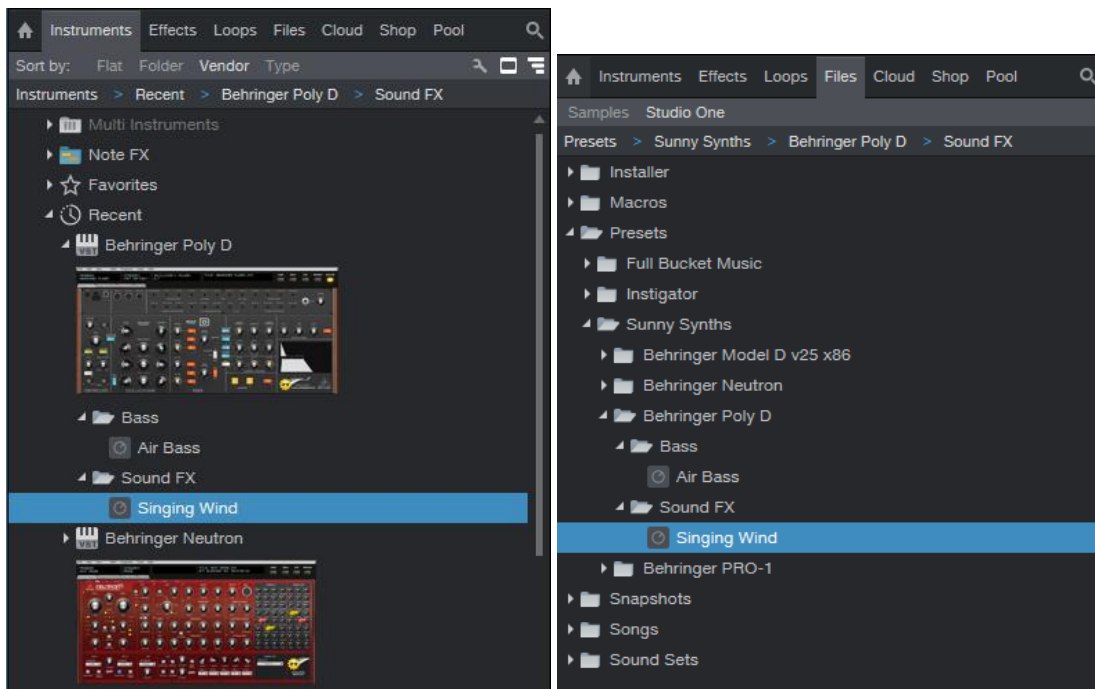 Instruments Effects Loops Files Cloud Shop Pool
Sort by: Flat Folder Vendor Type
Instruments > Recent > Behringer Poly D > Sound FX
Multi Instruments
Note FX
Favorites
Recent
VST Behringer Poly D
Bass
Air Bass
Sound FX
Singing Wind
VST Behringer Neutron
Instruments Effects Loops Files Cloud Shop Pool
Samples Studio One
Presets > Sunny Synths > Behringer Poly D > Sound FX
Installer
Macros
Presets
Full Bucket Music
Instigator
Sunny Synths
Behringer Model D v25 x86
Behringer Neutron
Behringer Poly D
Bass
Air Bass
Sound FX
Singing Wind
Behringer PRO-1
Snapshots
Songs
Sound Sets